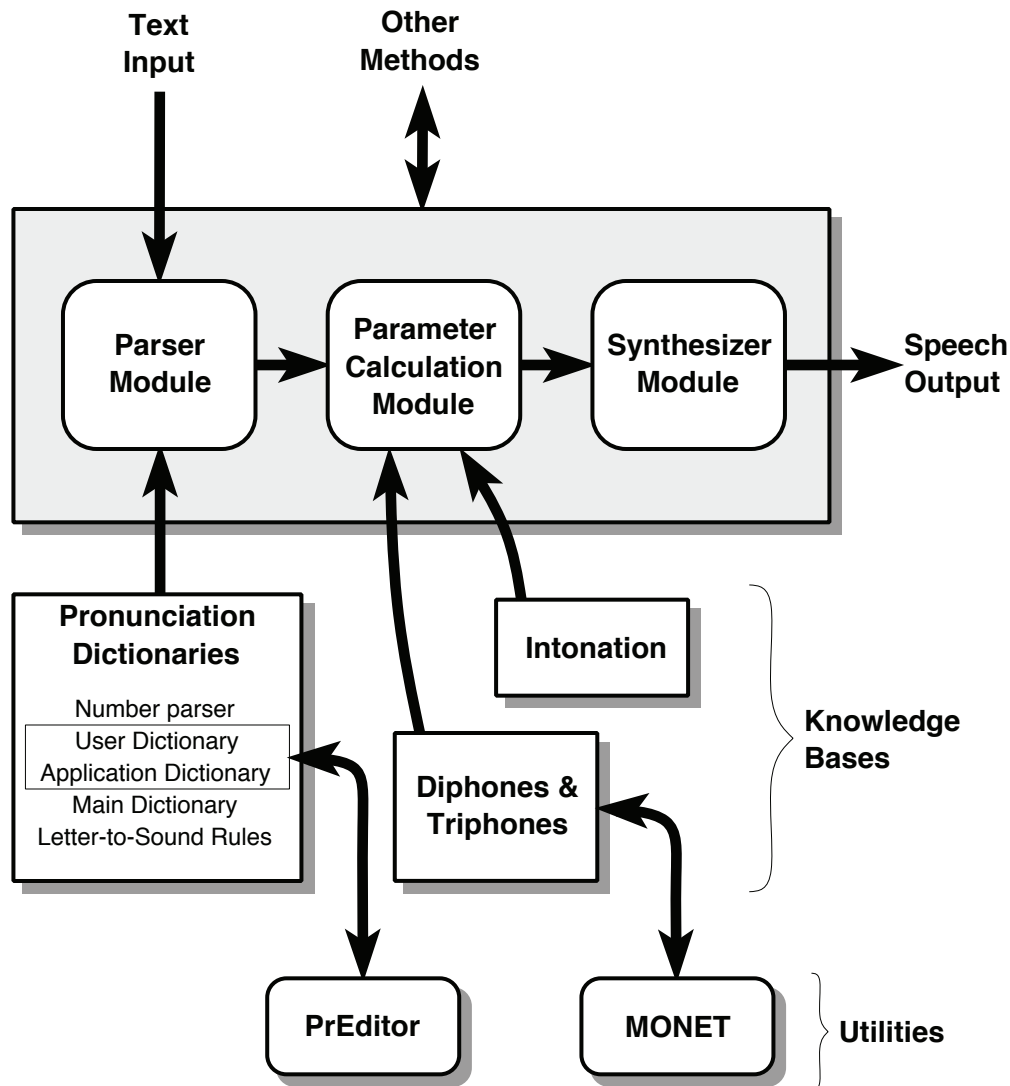 Text
Input
Other
Methods
Parser
Module
Parameter
Calculation
Module
Synthesizer
Module
Speech
Output
Pronunciation
Dictionaries
Number parser
User Dictionary
Application Dictionary
Main Dictionary
Letter-to-Sound Rules
Intonation
Diphones &
Triphones
Knowledge
Bases
PrEditor
MONET
Utilities